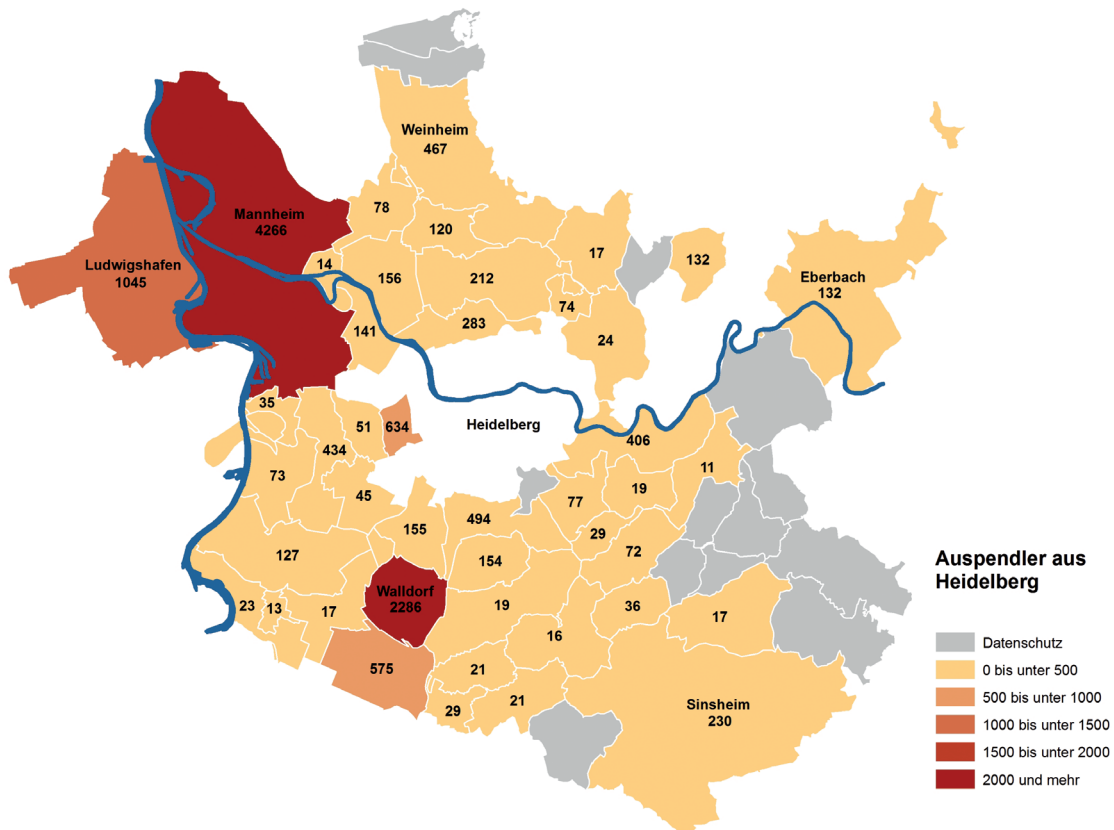 Weinheim
467
78
Mannheim
4266
120
17
132
Ludwigshafen
1045
14
156
212
Eberbach
132
74
141
283
24
35
51
634
Heidelberg
434
406
73
11
45
19
77
155
494
29
127
154
72
Walldorf
2286
23
13
17
19
36
17
16
575
21
21
29
Sinsheim
230
Auspendler aus
Heidelberg
Datenschutz
0 bis unter 500
500 bis unter 1000
1000 bis unter 1500
1500 bis unter 2000
2000 und mehr